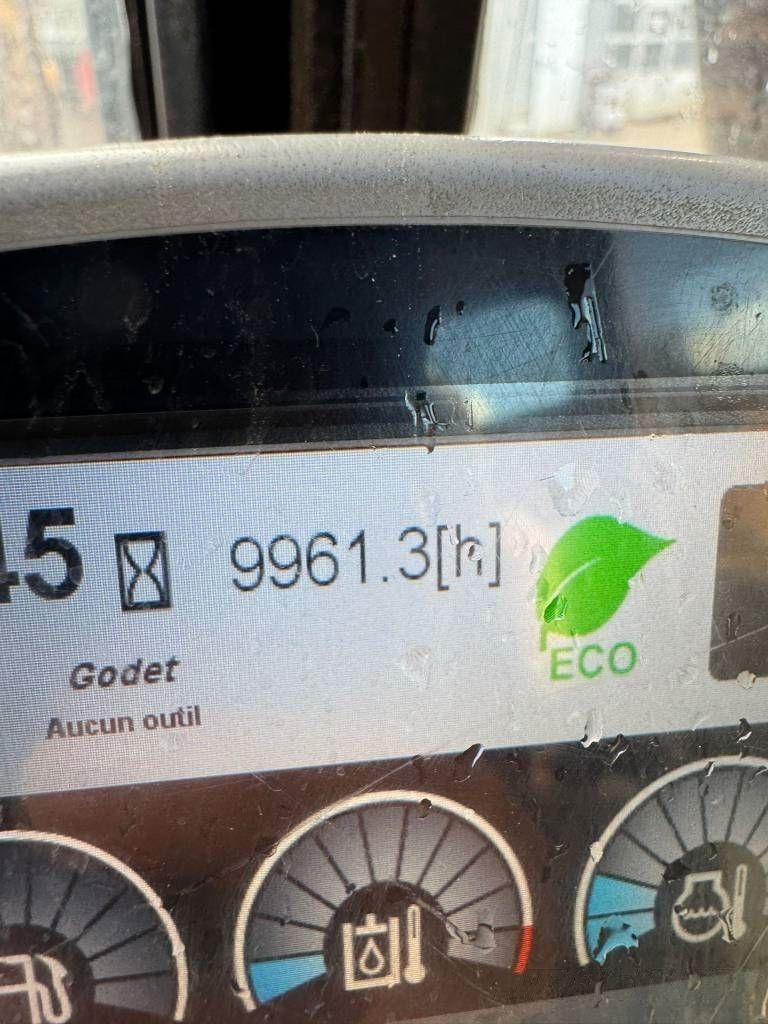 45 9961.3[h]
ECO
Godet
Aucun outil